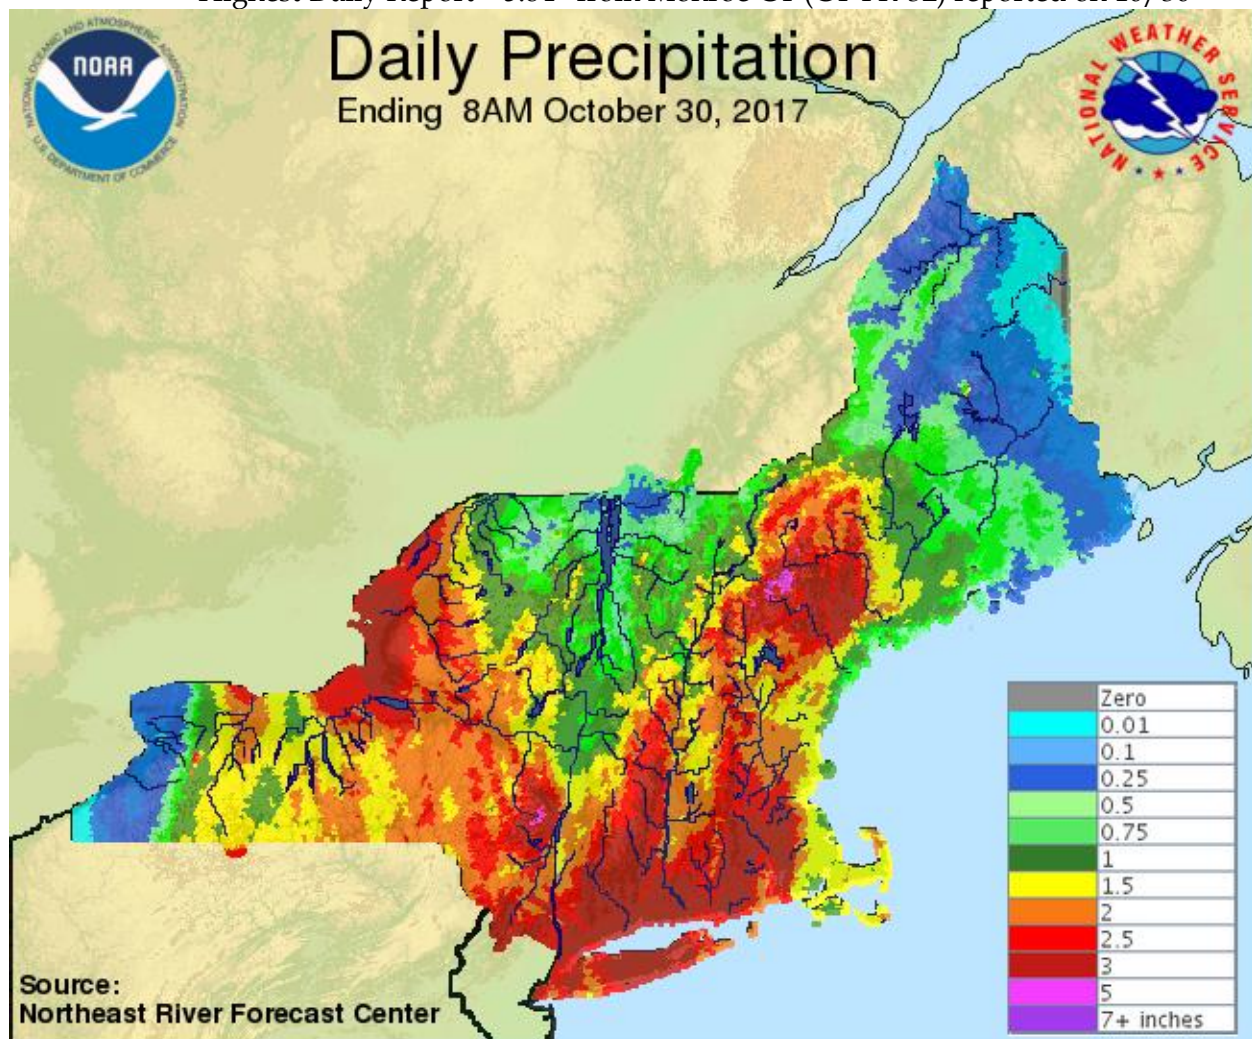 Daily Precipitation
Ending 8AM October 30, 2017
NOAA
NATIONAL OCEANIC AND ATMOSPHERIC ADMINISTRATION
U.S. DEPARTMENT OF COMMERCE
NATIONAL WEATHER SERVICE
Zero
0.01
0.1
0.25
0.5
0.75
1
1.5
2
2.5
3
5
7+ inches
Source:
Northeast River Forecast Center